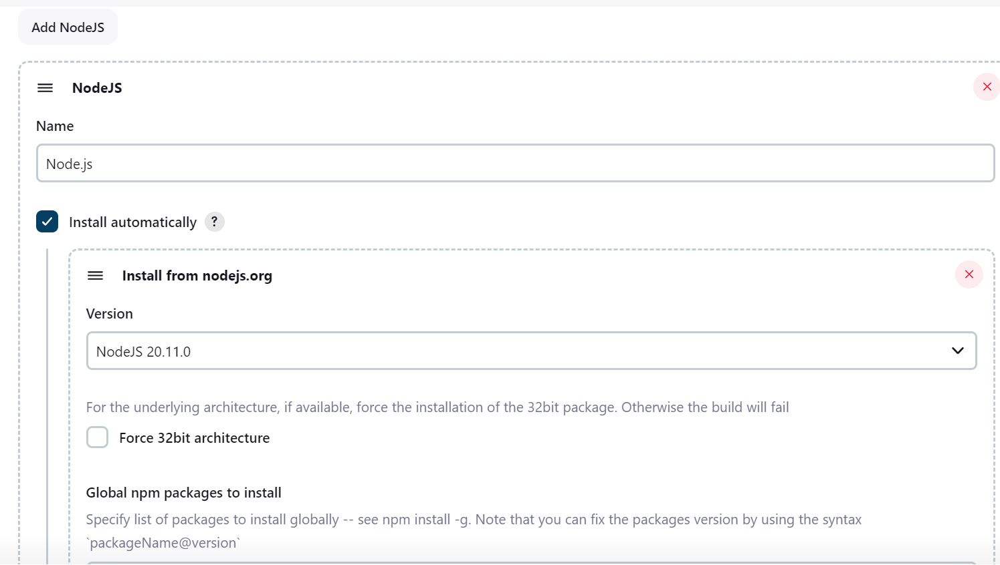 Add NodeJS
NodeJS
Name
Node.js
Install automatically ?
Install from nodejs.org
Version
NodeJS 20.11.0
For the underlying architecture, if available, force the installation of the 32bit package. Otherwise the build will fail
Force 32bit architecture
Global npm packages to install
Specify list of packages to install globally -- see npm install -g. Note that you can fix the packages version by using the syntax
`packageName@version`